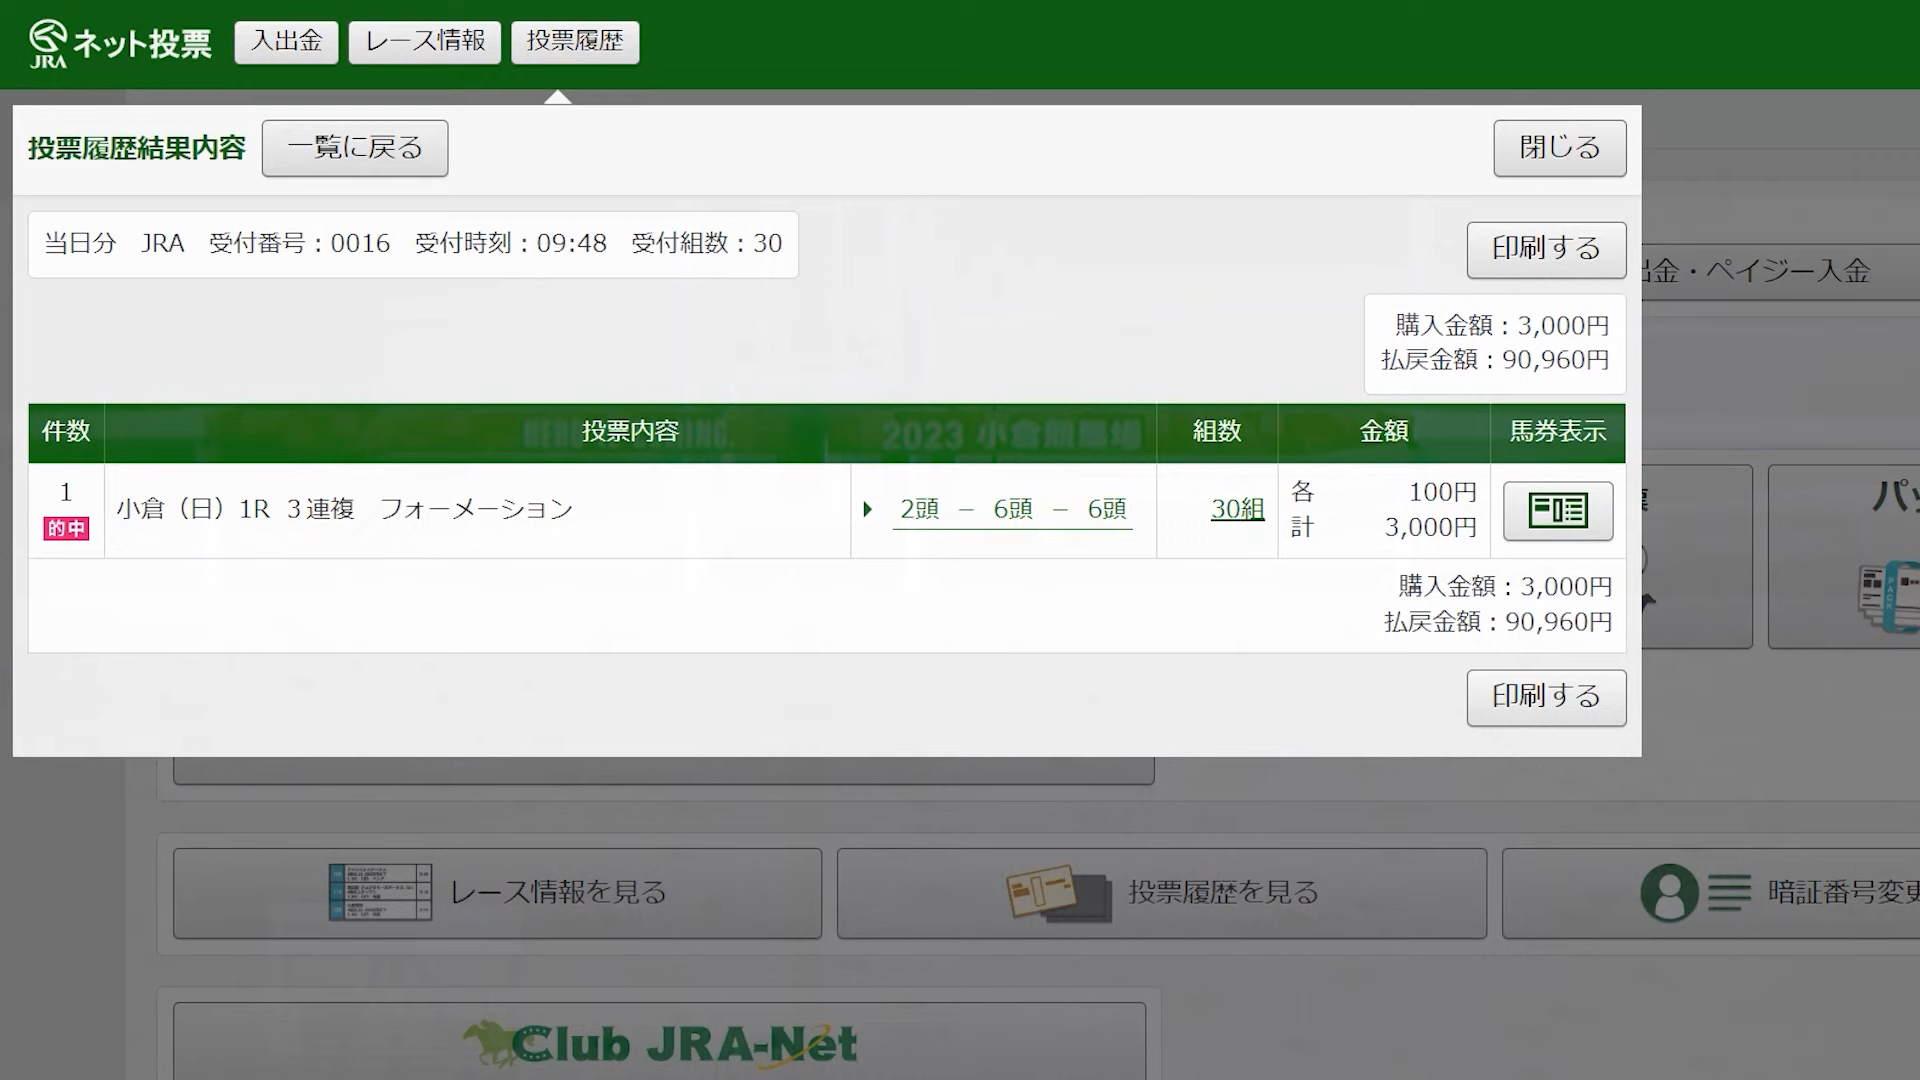 JRA ネット投票 入出金 レース情報 投票履歴
投票履歴結果内容 一覧に戻る 閉じる
当日分 JRA 受付番号：0016 受付時刻：09:48 受付組数：30
印刷する
出金・ペイジー入金
購入金額：3,000円
払戻金額：90,960円
件数 投票内容 組数 金額 馬券表示
2023 小倉競馬場
1 小倉（日）1R 3連複 フォーメーション 2頭 － 6頭 － 6頭 30組 各 100円
的中 計 3,000円
パッ
PACK
購入金額：3,000円
払戻金額：90,960円
印刷する
レース情報を見る 投票履歴を見る 暗証番号変更
Club JRA-Net